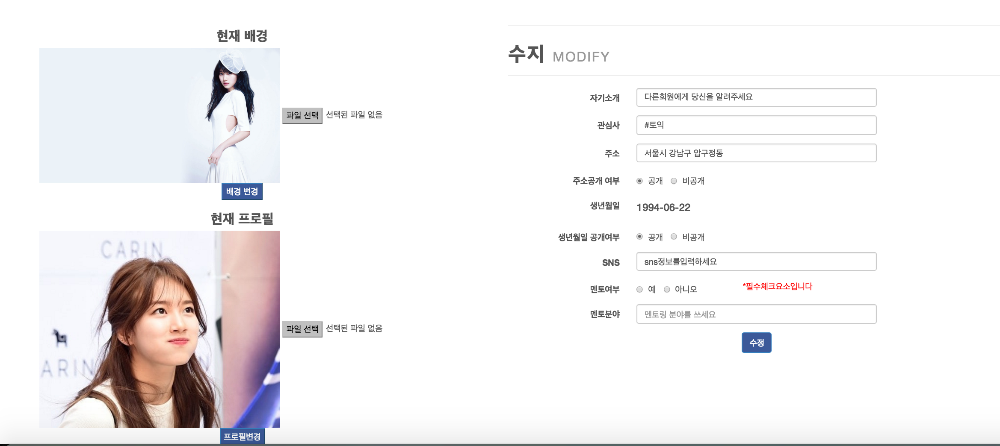 현재 배경
파일 선택 선택된 파일 없음
배경 변경
현재 프로필
CARIN
ARIN
N
파일 선택 선택된 파일 없음
프로필변경
수지 MODIFY
자기소개 다른회원에게 당신을 알려주세요
관심사 #토익
주소 서울시 강남구 압구정동
주소공개 여부 공개 비공개
생년월일 1994-06-22
생년월일 공개여부 공개 비공개
SNS sns정보를입력하세요
멘토여부 예 아니오 *필수체크요소입니다
멘토분야 멘토링 분야를 쓰세요
수정